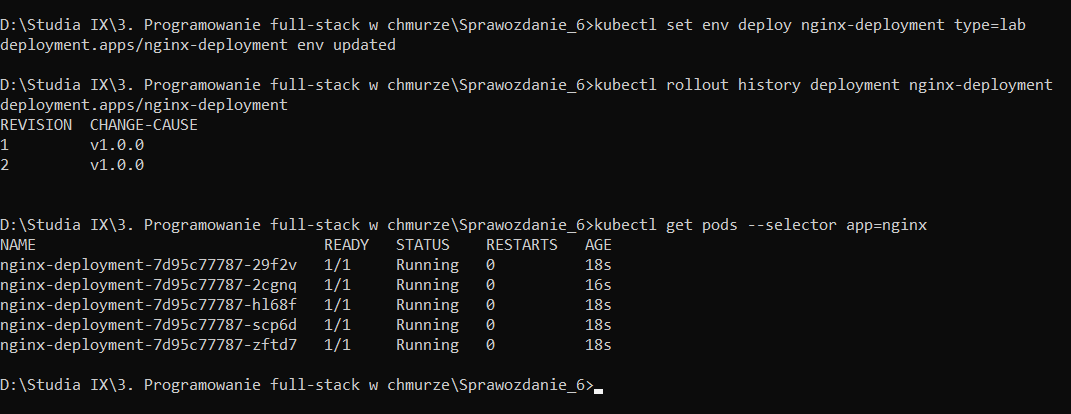 D:\Studia IX\3. Programowanie full-stack w chmurze\Sprawozdanie_6>kubectl set env deploy nginx-deployment type=lab
deployment.apps/nginx-deployment env updated
D:\Studia IX\3. Programowanie full-stack w chmurze\Sprawozdanie_6>kubectl rollout history deployment nginx-deployment
deployment.apps/nginx-deployment
REVISION  CHANGE-CAUSE
1         v1.0.0
2         v1.0.0
D:\Studia IX\3. Programowanie full-stack w chmurze\Sprawozdanie_6>kubectl get pods --selector app=nginx
NAME                                READY   STATUS    RESTARTS   AGE
nginx-deployment-7d95c77787-29f2v   1/1     Running   0          18s
nginx-deployment-7d95c77787-2cgnq   1/1     Running   0          16s
nginx-deployment-7d95c77787-hl68f   1/1     Running   0          18s
nginx-deployment-7d95c77787-scp6d   1/1     Running   0          18s
nginx-deployment-7d95c77787-zftd7   1/1     Running   0          18s
D:\Studia IX\3. Programowanie full-stack w chmurze\Sprawozdanie_6>